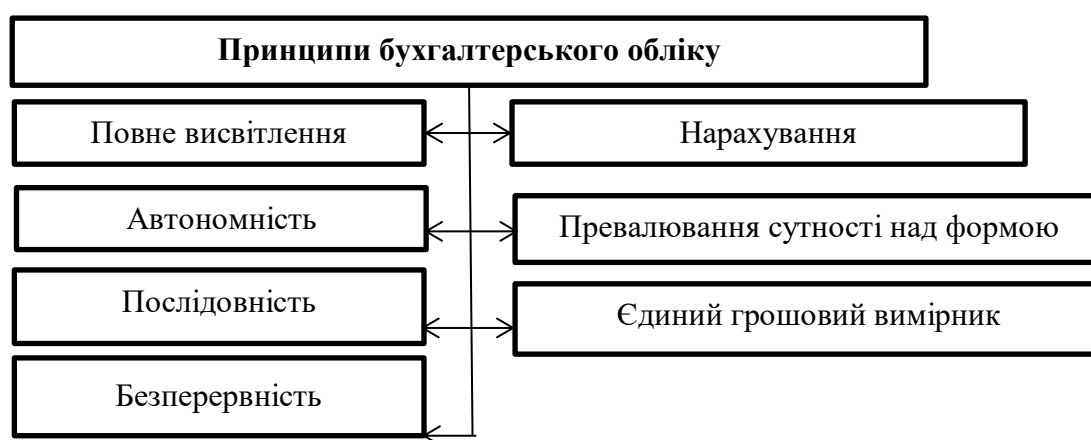 Принципи бухгалтерського обліку
Повне висвітлення
Нарахування
Автономність
Превалювання сутності над формою
Послідовність
Єдиний грошовий вимірник
Безперервність